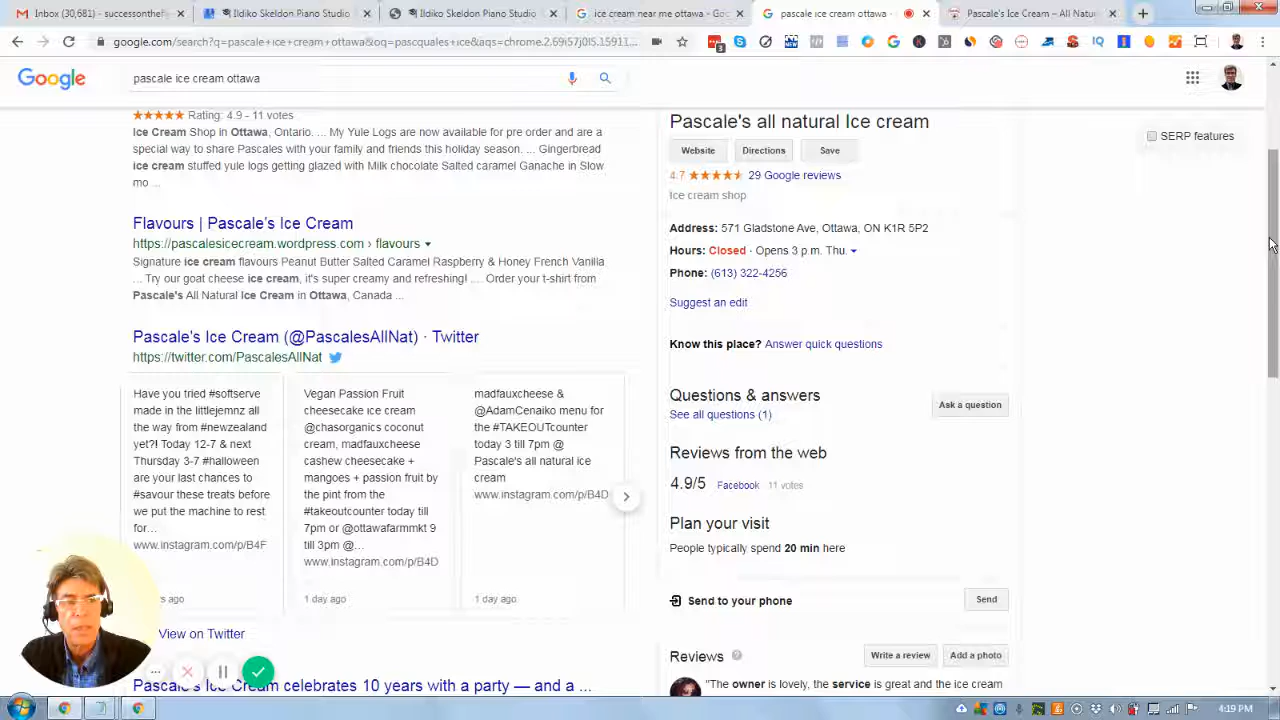 Inbox (30,681) - successonthe
Ildiko Skeldon Piano Studio
Ildiko Skeldon Piano Studio
ice cream near me ottawa - Goo
pascale ice cream ottawa
Pascale's Ice Cream – All Natu
google.com/search?q=pascale+ice+cream+ottawa&oq=pascquales+ice&aqs=chrome.2.69i57j0l5.15911...
Google
pascale ice cream ottawa
Rating: 4.9 - 11 votes
Ice Cream Shop in Ottawa, Ontario. ... My Yule Logs are now available for pre order and are a
special way to share Pascales with your family and friends this holiday season. ... Gingerbread
ice cream stuffed yule logs getting glazed with Milk chocolate Salted caramel Ganache in Slow
mo ...
Flavours | Pascale's Ice Cream
https://pascalesicecream.wordpress.com › flavours
Signature ice cream flavours Peanut Butter Salted Caramel Raspberry & Honey French Vanilla
... Try our goat cheese ice cream, it's super creamy and refreshing! ... Order your t-shirt from
Pascale's All Natural Ice Cream in Ottawa, Canada ...
Pascale's Ice Cream (@PascalesAllNat) · Twitter
https://twitter.com/PascalesAllNat
Have you tried #softserve
made in the littlejemnz all
the way from #newzealand
yet?! Today 12-7 & next
Thursday 3-7 #halloween
are your last chances to
#savour these treats before
we put the machine to rest
for...
www.instagram.com/p/B4F
rs ago
Vegan Passion Fruit
cheesecake ice cream
@chasorganics coconut
cream, madfauxcheese
cashew cheesecake +
mangoes + passion fruit by
the pint from the
#takeoutcounter today till
7pm or @ottawafarmmkt 9
till 3pm @...
www.instagram.com/p/B4D
1 day ago
madfauxcheese &
@AdamCenaiko menu for
the #TAKEOUTcounter
today 3 till 7pm @
Pascale's all natural ice
cream
www.instagram.com/p/B4D
1 day ago
View on Twitter
Pascale's Ice Cream celebrates 10 years with a party — and a ...
Pascale's all natural Ice cream
Website
Directions
Save
4.7
29 Google reviews
Ice cream shop
Address: 571 Gladstone Ave, Ottawa, ON K1R 5P2
Hours: Closed · Opens 3 p.m. Thu.
Phone: (613) 322-4256
Suggest an edit
Know this place? Answer quick questions
Questions & answers
See all questions (1)
Ask a question
Reviews from the web
4.9/5 Facebook 11 votes
Plan your visit
People typically spend 20 min here
Send to your phone
Send
Reviews
Write a review
Add a photo
"The owner is lovely, the service is great and the ice cream
SERP features
4:19 PM